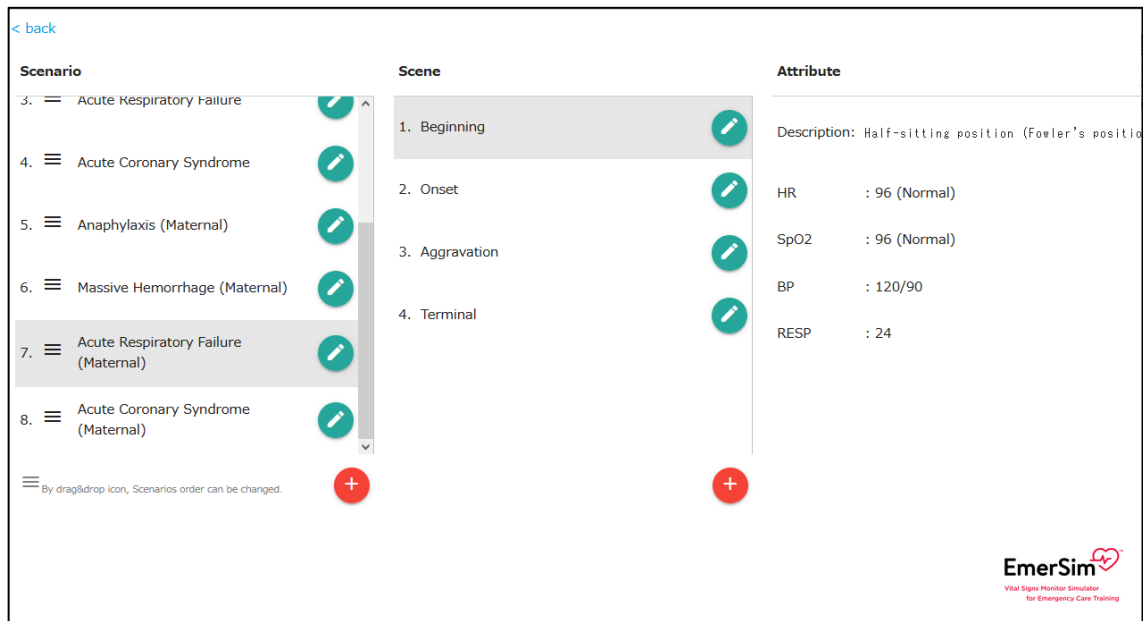 < back
Scenario
3. Acute Respiratory Failure
4. Acute Coronary Syndrome
5. Anaphylaxis (Maternal)
6. Massive Hemorrhage (Maternal)
7. Acute Respiratory Failure
(Maternal)
8. Acute Coronary Syndrome
(Maternal)
By drag&drop icon, Scenarios order can be changed.
Scene
1. Beginning
2. Onset
3. Aggravation
4. Terminal
Attribute
Description: Half-sitting position (Fowler's positio
HR : 96 (Normal)
SpO2 : 96 (Normal)
BP : 120/90
RESP : 24
EmerSim™
Vital Signs Monitor Simulator
for Emergency Care Training